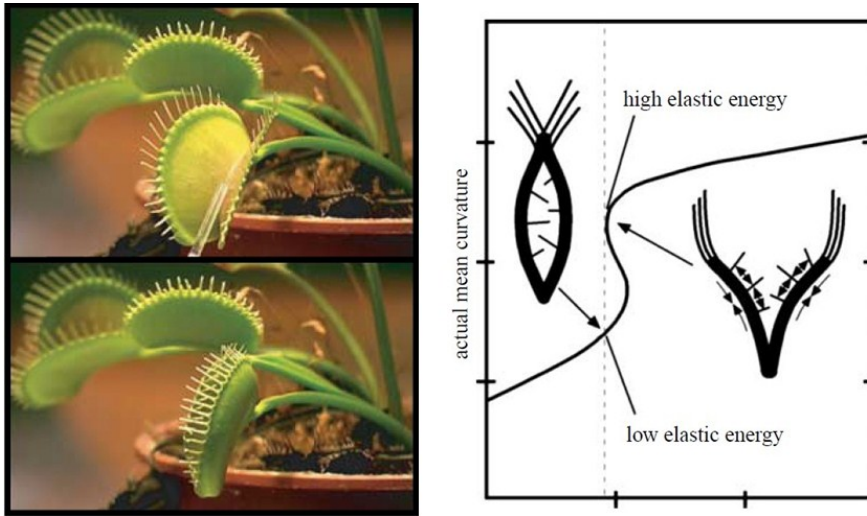 high elastic energy
actual mean curvature
low elastic energy